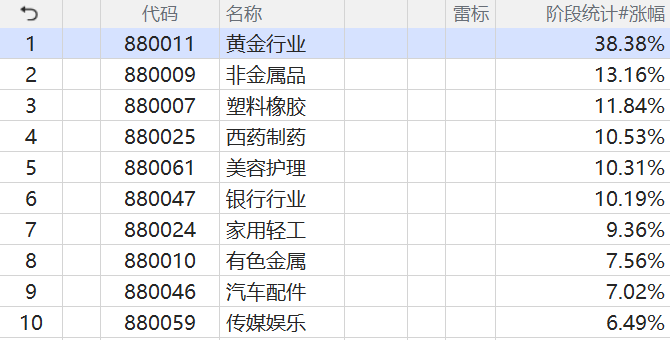 代码 名称 雷标 阶段统计#涨幅
1 880011 黄金行业 38.38%
2 880009 非金属品 13.16%
3 880007 塑料橡胶 11.84%
4 880025 西药制药 10.53%
5 880061 美容护理 10.31%
6 880047 银行行业 10.19%
7 880024 家用轻工 9.36%
8 880010 有色金属 7.56%
9 880046 汽车配件 7.02%
10 880059 传媒娱乐 6.49%